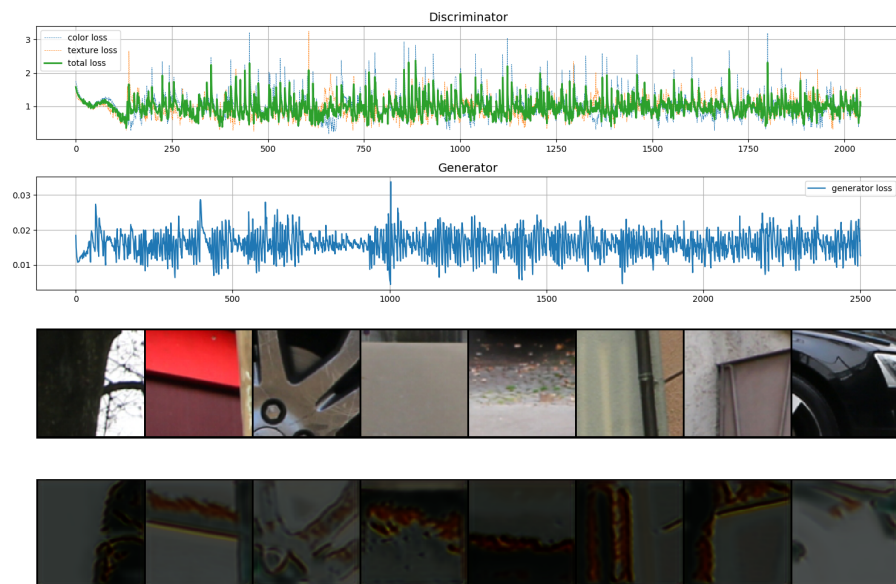 Discriminator
color loss
texture loss
total loss
3
2
1
0 250 500 750 1000 1250 1500 1750 2000
Generator
generator loss
0.03
0.02
0.01
0 500 1000 1500 2000 2500